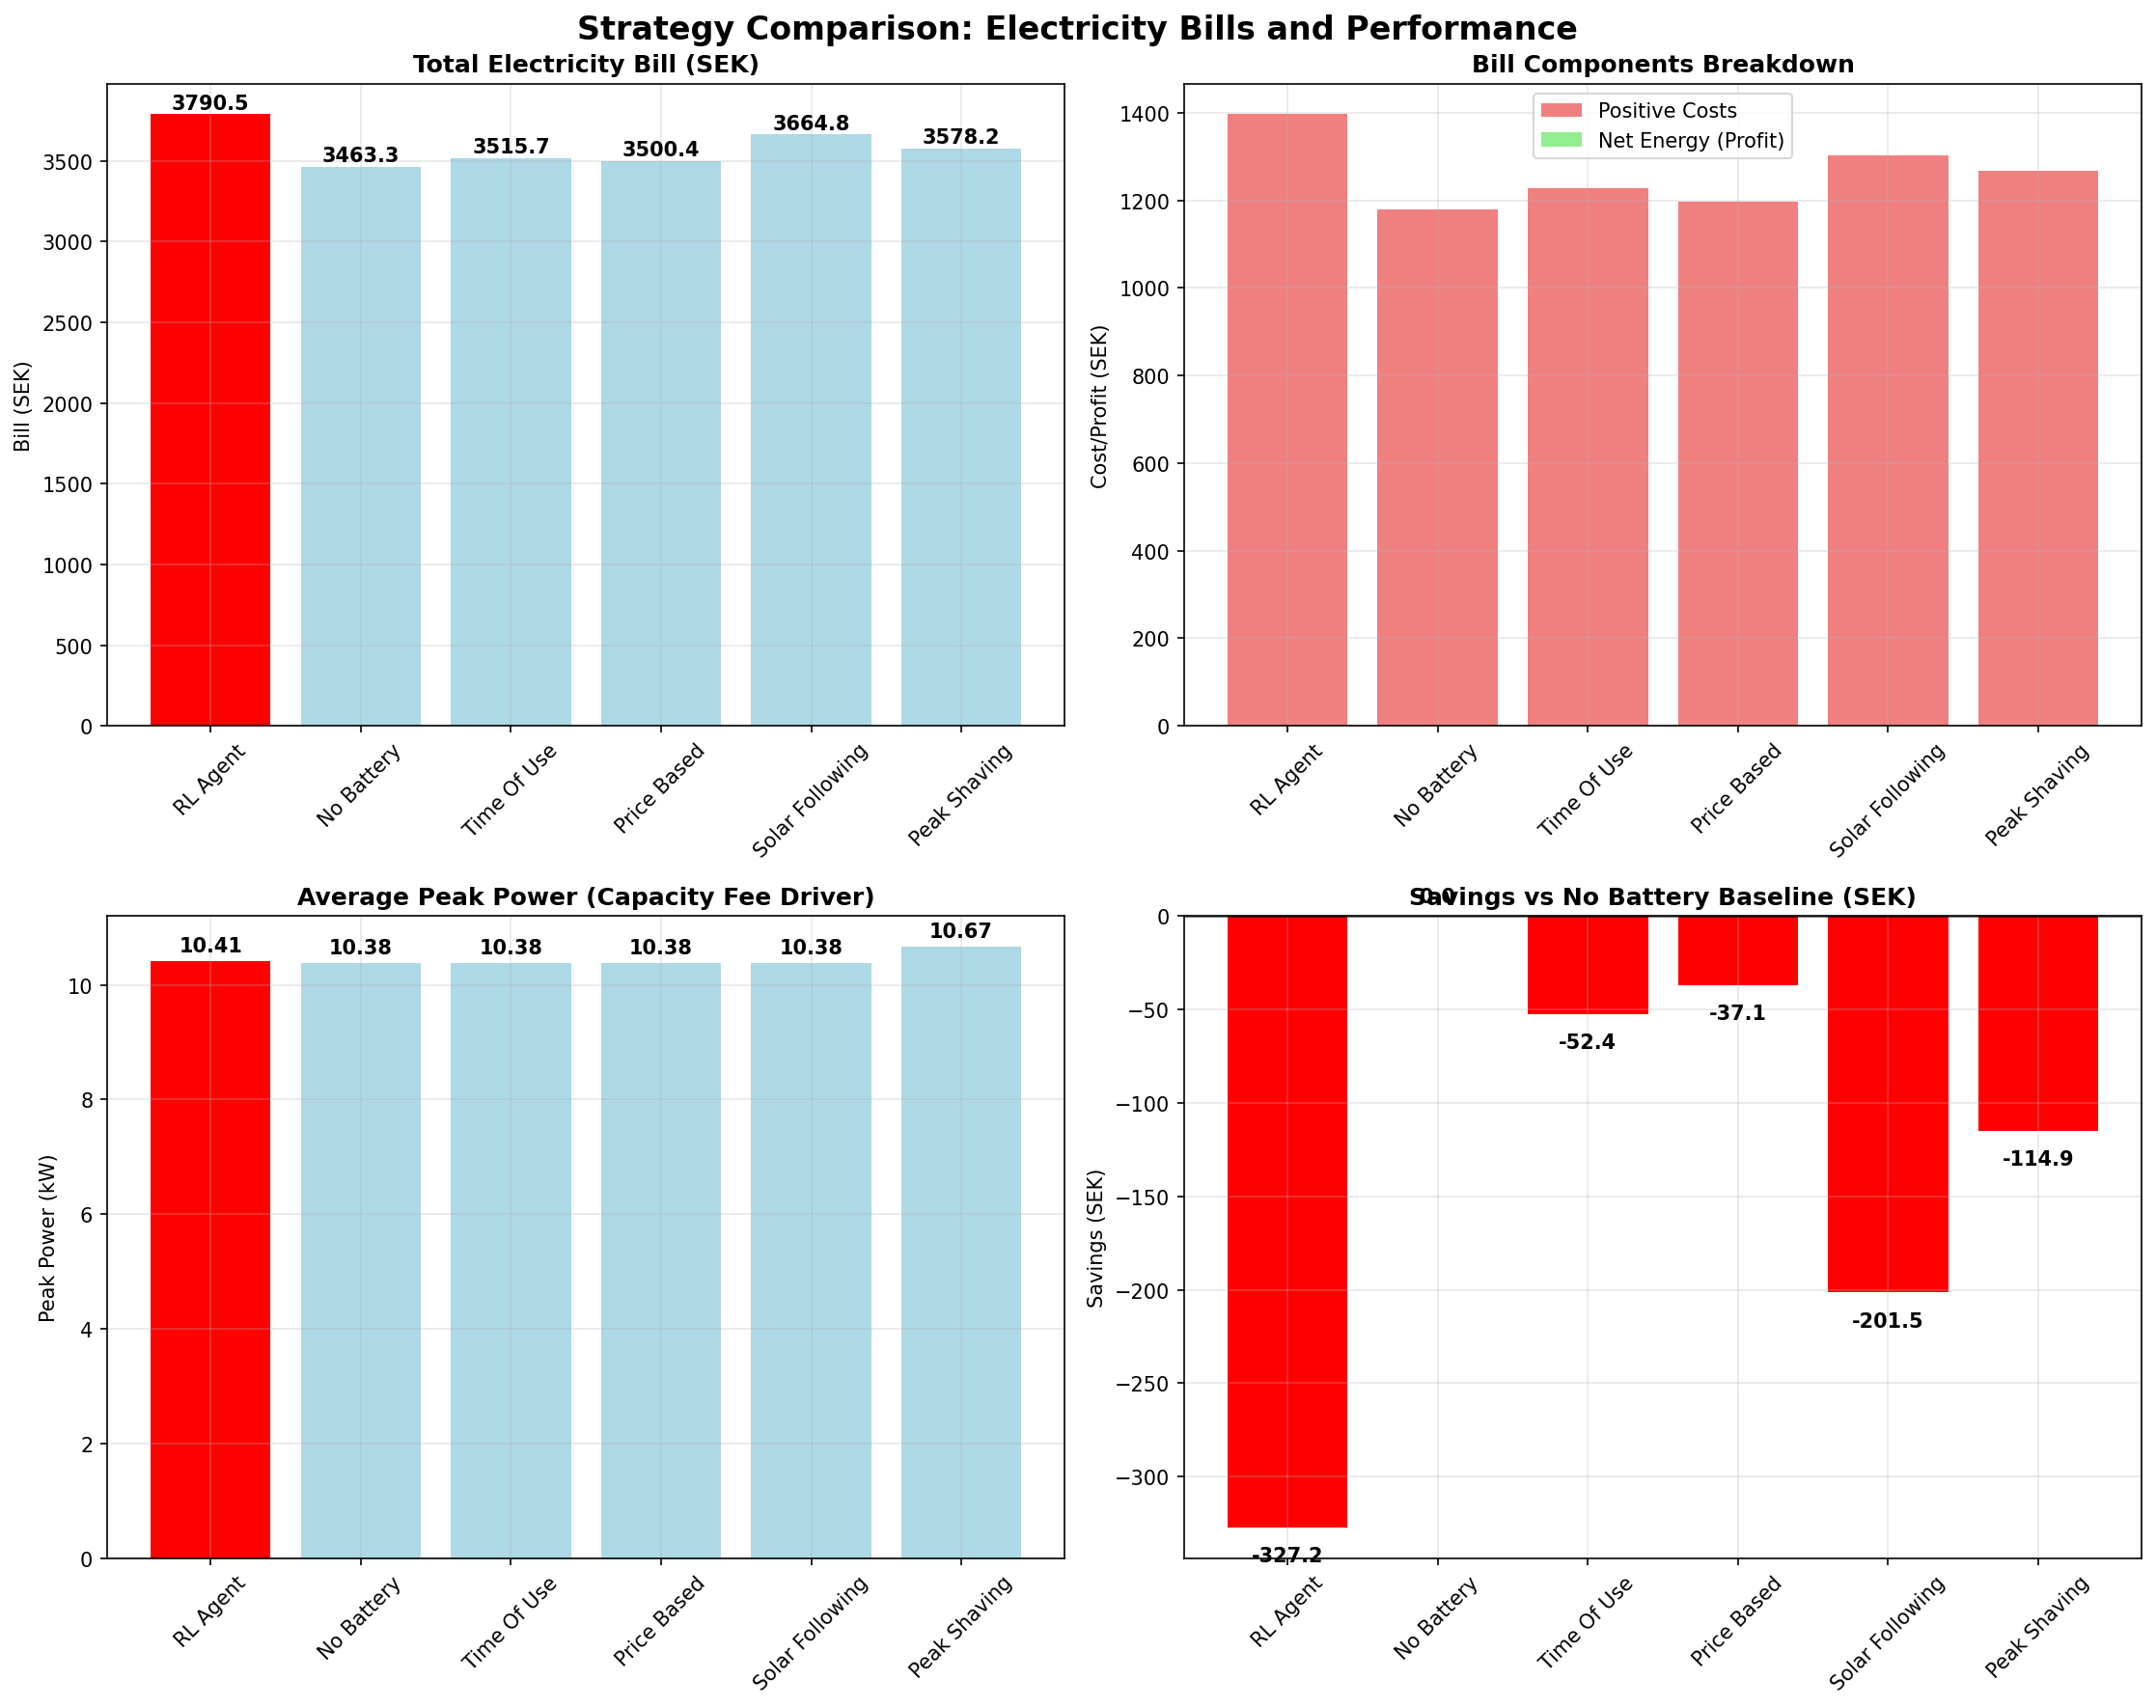 Strategy Comparison: Electricity Bills and Performance
Total Electricity Bill (SEK)
Bill (SEK)
3500
3000
2500
2000
1500
1000
500
0
3790.5
3463.3
3515.7
3500.4
3664.8
3578.2
RL Agent
No Battery
Time Of Use
Price Based
Solar Following
Peak Shaving
Bill Components Breakdown
Positive Costs
Net Energy (Profit)
Cost/Profit (SEK)
1400
1200
1000
800
600
400
200
0
RL Agent
No Battery
Time Of Use
Price Based
Solar Following
Peak Shaving
Average Peak Power (Capacity Fee Driver)
Peak Power (kW)
10
8
6
4
2
0
10.41
10.38
10.38
10.38
10.38
10.67
RL Agent
No Battery
Time Of Use
Price Based
Solar Following
Peak Shaving
Savings vs No Battery Baseline (SEK)
Savings (SEK)
0
−50
−100
−150
−200
−250
−300
-327.2
0.0
-52.4
-37.1
-201.5
-114.9
RL Agent
No Battery
Time Of Use
Price Based
Solar Following
Peak Shaving